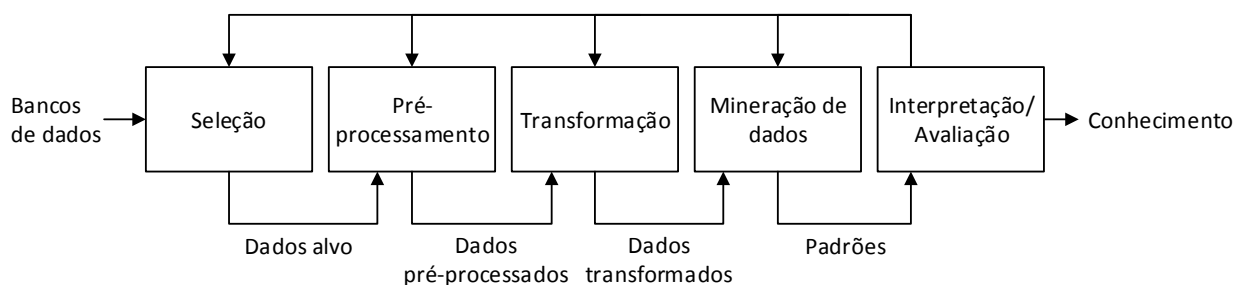 Bancos
de dados
Seleção
Pré-
processamento
Transformação
Mineração de
dados
Interpretação/
Avaliação
Conhecimento
Dados alvo
Dados
pré-processados
Dados
transformados
Padrões